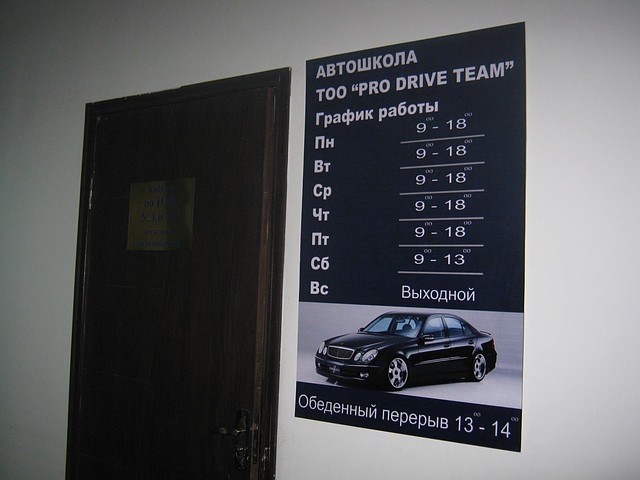 АВТОШКОЛА
ТОО “PRO DRIVE TEAM”
График работы
Пн 9⁰⁰ - 18⁰⁰
Вт 9⁰⁰ - 18⁰⁰
Ср 9⁰⁰ - 18⁰⁰
Чт 9⁰⁰ - 18⁰⁰
Пт 9⁰⁰ - 18⁰⁰
Сб 9⁰⁰ - 13⁰⁰
Вс Выходной
Обеденный перерыв 13⁰⁰ - 14⁰⁰